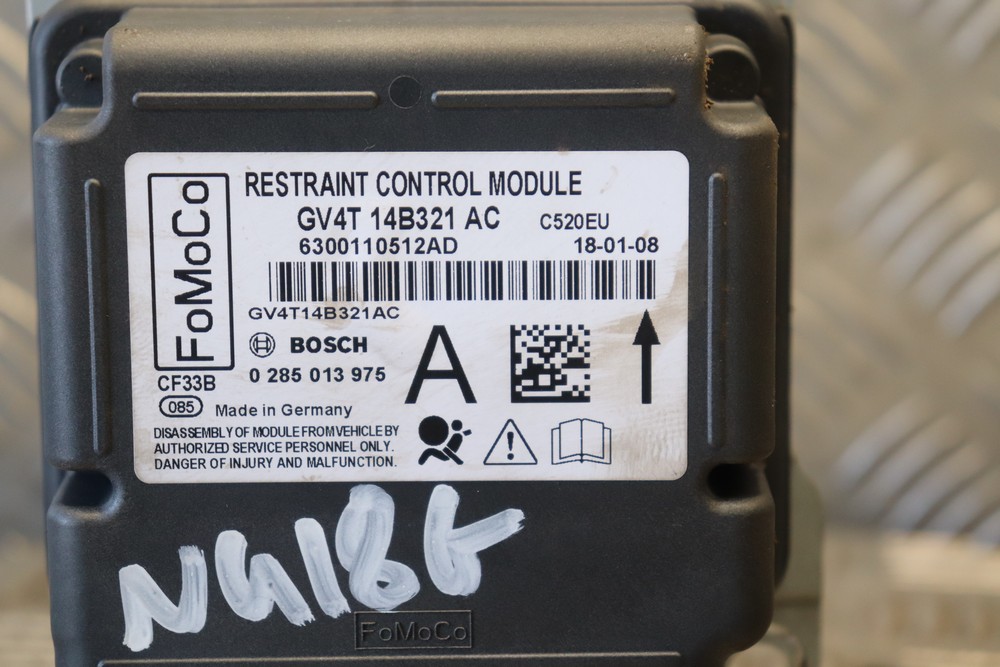 FoMoCo
RESTRAINT CONTROL MODULE
GV4T 14B321 AC C520EU
6300110512AD 18-01-08
GV4T14B321AC
BOSCH
0 285 013 975
A
CF33B
085 Made in Germany
DISASSEMBLY OF MODULE FROM VEHICLE BY
AUTHORIZED SERVICE PERSONNEL ONLY.
DANGER OF INJURY AND MALFUNCTION.
FoMoCo